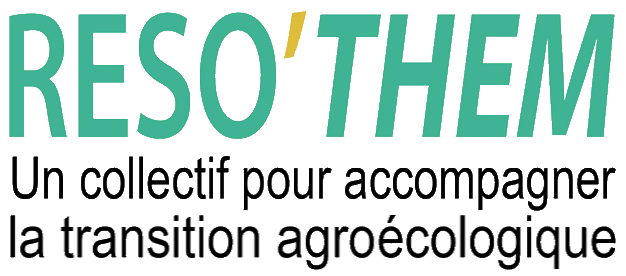 RESO'THEM
Un collectif pour accompagner
la transition agroécologique